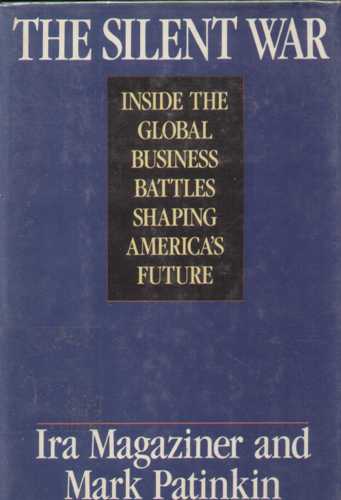 THE SILENT WAR
INSIDE THE
GLOBAL
BUSINESS
BATTLES
SHAPING
AMERICA'S
FUTURE
Ira Magaziner and
Mark Patinkin